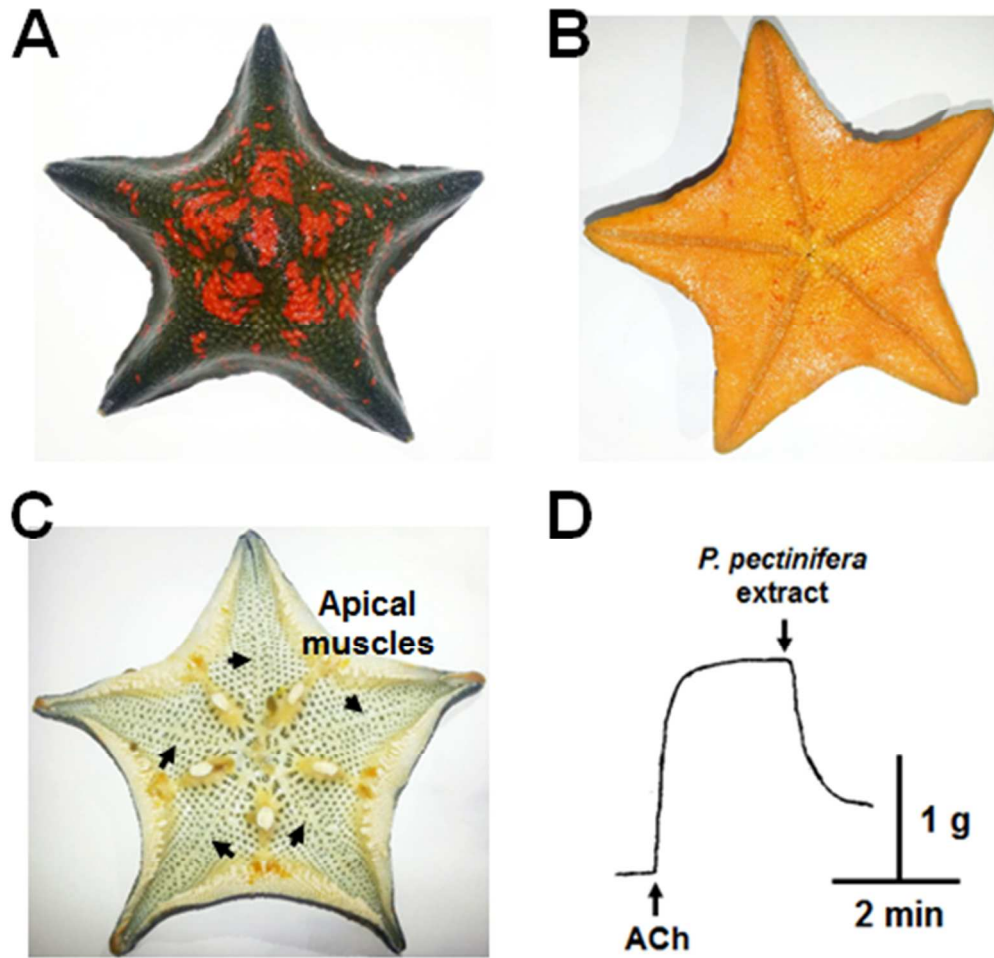 A
B
C
Apical
muscles
D
P. pectinifera
extract
ACh
1 g
2 min